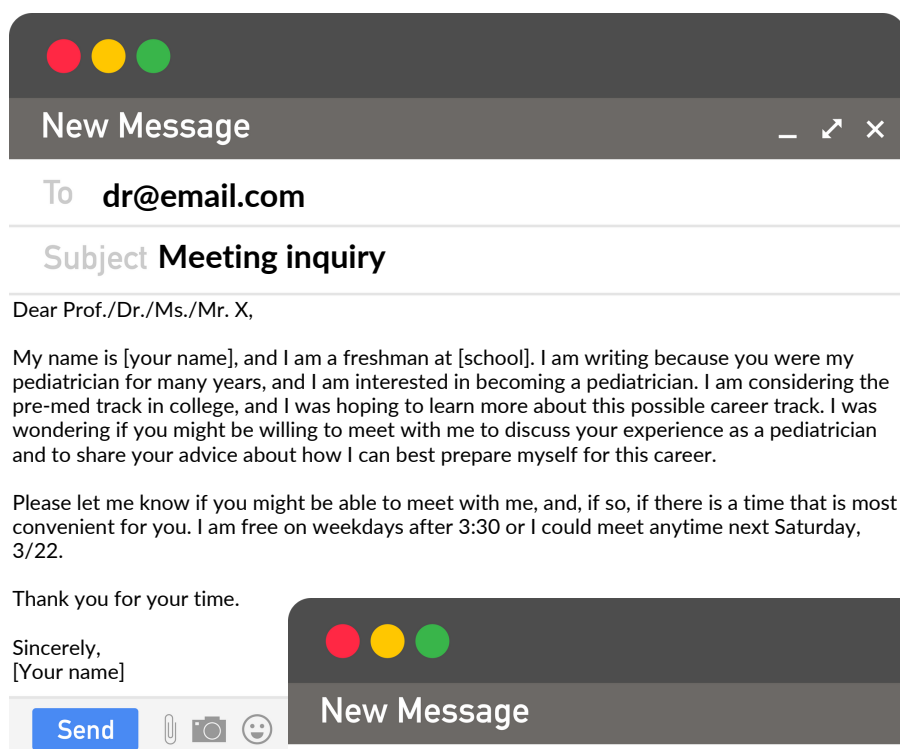 New Message
To dr@email.com
Subject Meeting inquiry
Dear Prof./Dr./Ms./Mr. X,
My name is [your name], and I am a freshman at [school]. I am writing because you were my
pediatrician for many years, and I am interested in becoming a pediatrician. I am considering the
pre-med track in college, and I was hoping to learn more about this possible career track. I was
wondering if you might be willing to meet with me to discuss your experience as a pediatrician
and to share your advice about how I can best prepare myself for this career.
Please let me know if you might be able to meet with me, and, if so, if there is a time that is most
convenient for you. I am free on weekdays after 3:30 or I could meet anytime next Saturday,
3/22.
Thank you for your time.
Sincerely,
[Your name]
Send
New Message